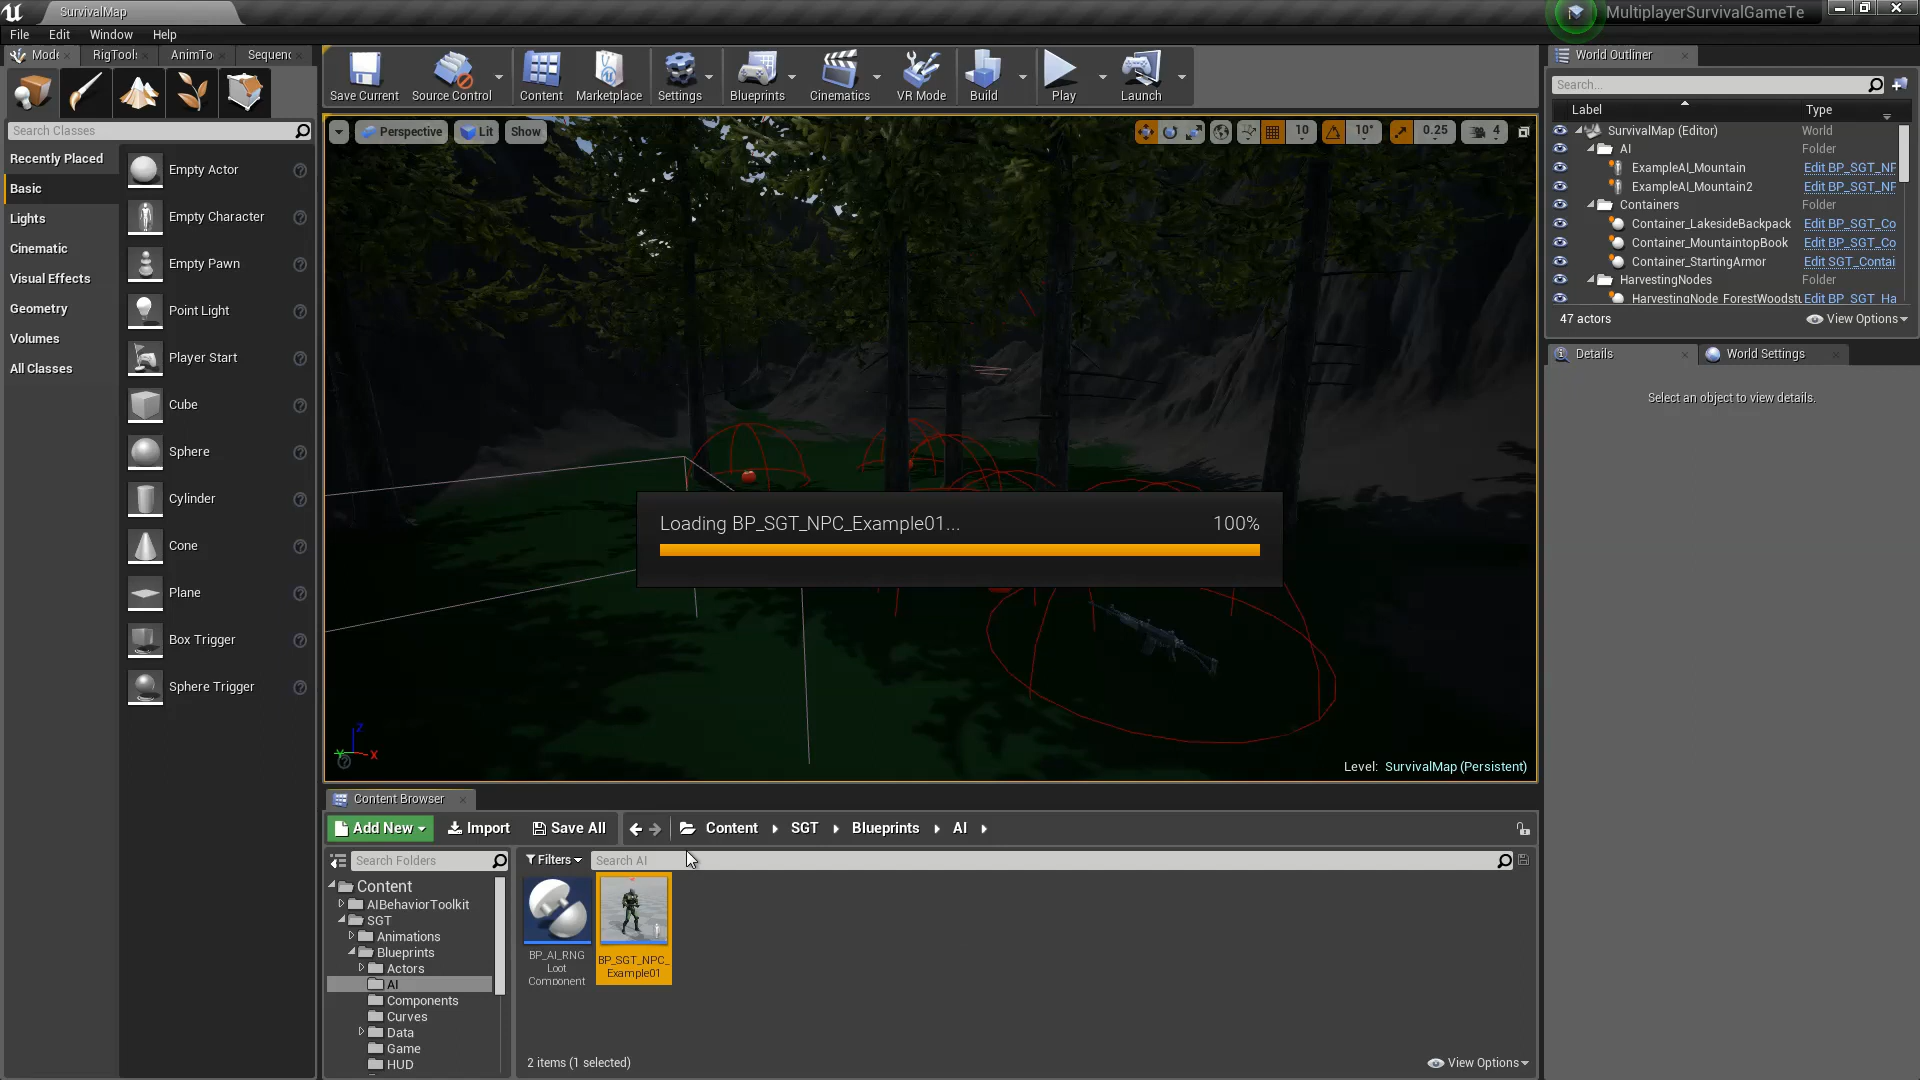 SurvivalMap
MultiplayerSurvivalGameTe
File Edit Window Help
Mode RigTools AnimTo Sequenc
Save Current Source Control Content Marketplace Settings Blueprints Cinematics VR Mode Build Play Launch
World Outliner
Search...
Label Type
Search Classes
Perspective Lit Show 10 10° 0.25 4
Recently Placed
Basic
Lights
Cinematic
Visual Effects
Geometry
Volumes
All Classes
Empty Actor
Empty Character
Empty Pawn
Point Light
Player Start
Cube
Sphere
Cylinder
Cone
Plane
Box Trigger
Sphere Trigger
SurvivalMap (Editor) World
AI Folder
ExampleAI_Mountain Edit BP_SGT_NP
ExampleAI_Mountain2 Edit BP_SGT_NP
Containers Folder
Container_LakesideBackpack Edit BP_SGT_Co
Container_MountaintopBook Edit BP_SGT_Co
Container_StartingArmor Edit SGT_Contai
HarvestingNodes Folder
HarvestingNode_ForestWoodstu Edit BP_SGT_Ha
47 actors View Options
Details World Settings
Select an object to view details.
Loading BP_SGT_NPC_Example01... 100%
Z
Y X
Level: SurvivalMap (Persistent)
Content Browser
Add New Import Save All Content SGT Blueprints AI
Search Folders Filters Search AI
Content
AIBehaviorToolkit
SGT
Animations
Blueprints
Actors
AI
Components
Curves
Data
Game
HUD
BP_AI_RNG
Loot
Component
BP_SGT_NPC_
Example01
2 items (1 selected) View Options